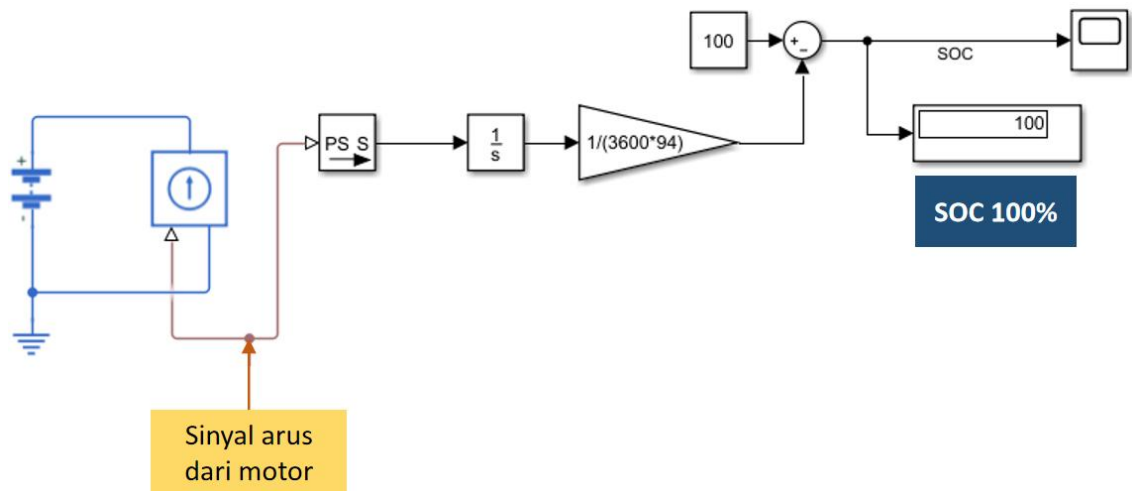 100
+
−
SOC
PS S
1
s
1/(3600*94)
100
SOC 100%
+
-
Sinyal arus
dari motor